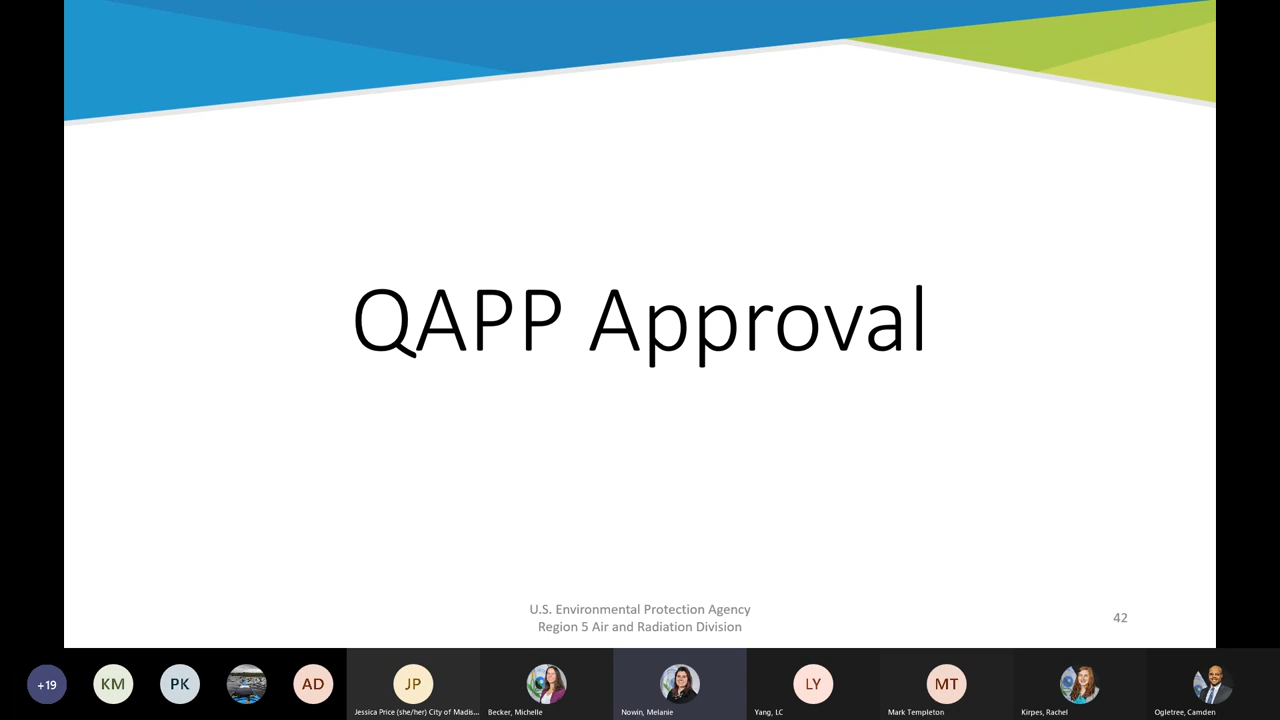 QAPP Approval
U.S. Environmental Protection Agency
Region 5 Air and Radiation Division
42
+19
KM
PK
AD
JP
LY
MT
Jessica Price (she/her) City of Madis...
Becker, Michelle
Nowin, Melanie
Yang, LC
Mark Templeton
Kirpes, Rachel
Ogletree, Camden